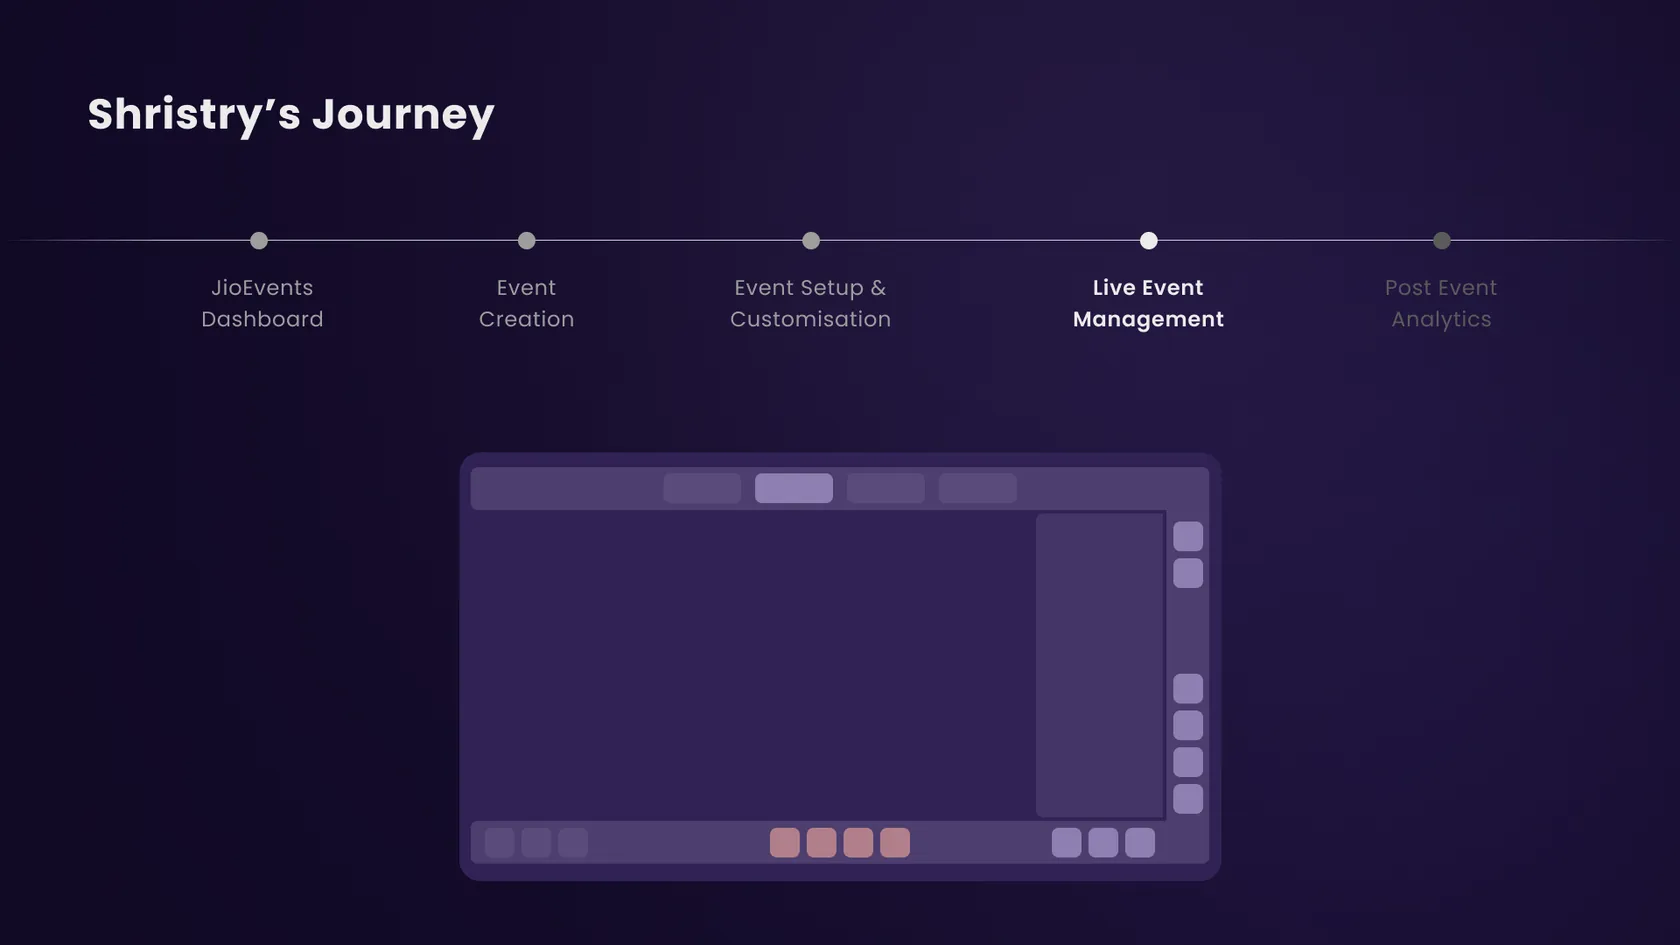 Shristry’s Journey
JioEvents
Dashboard
Event
Creation
Event Setup &
Customisation
Live Event
Management
Post Event
Analytics